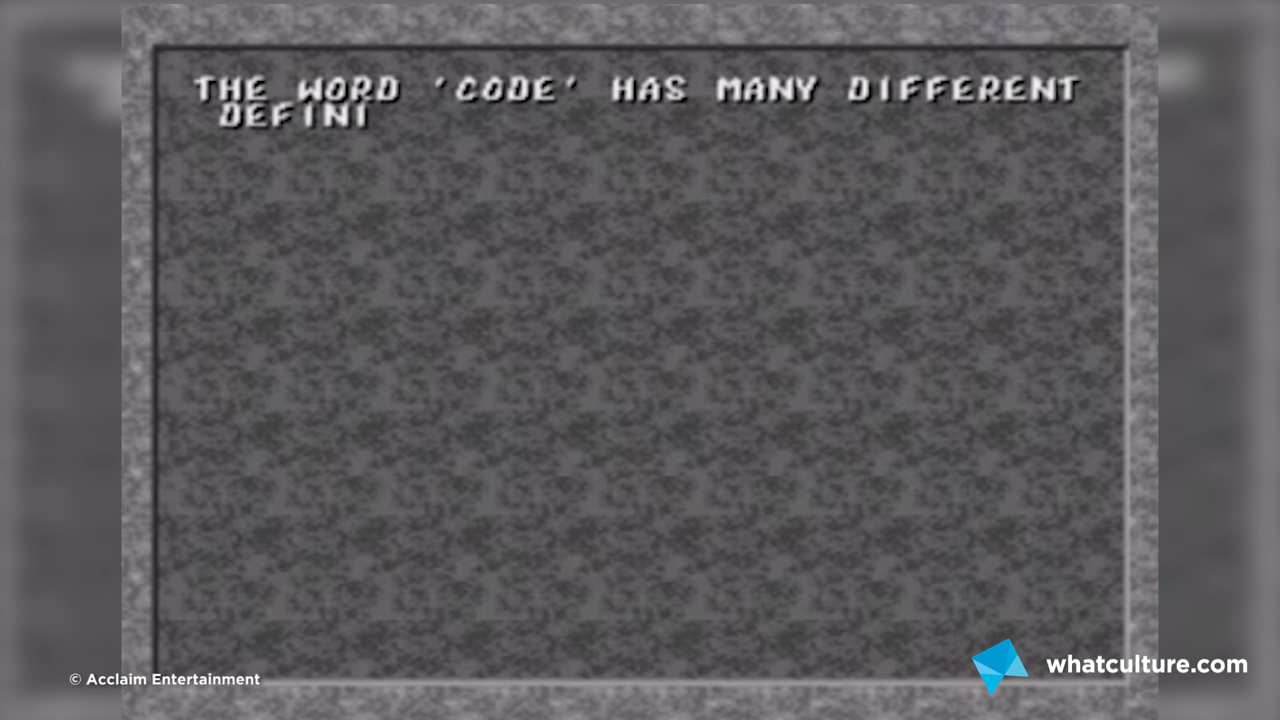 THE WORD 'CODE' HAS MANY DIFFERENT
DEFINI
© Acclaim Entertainment
whatculture.com